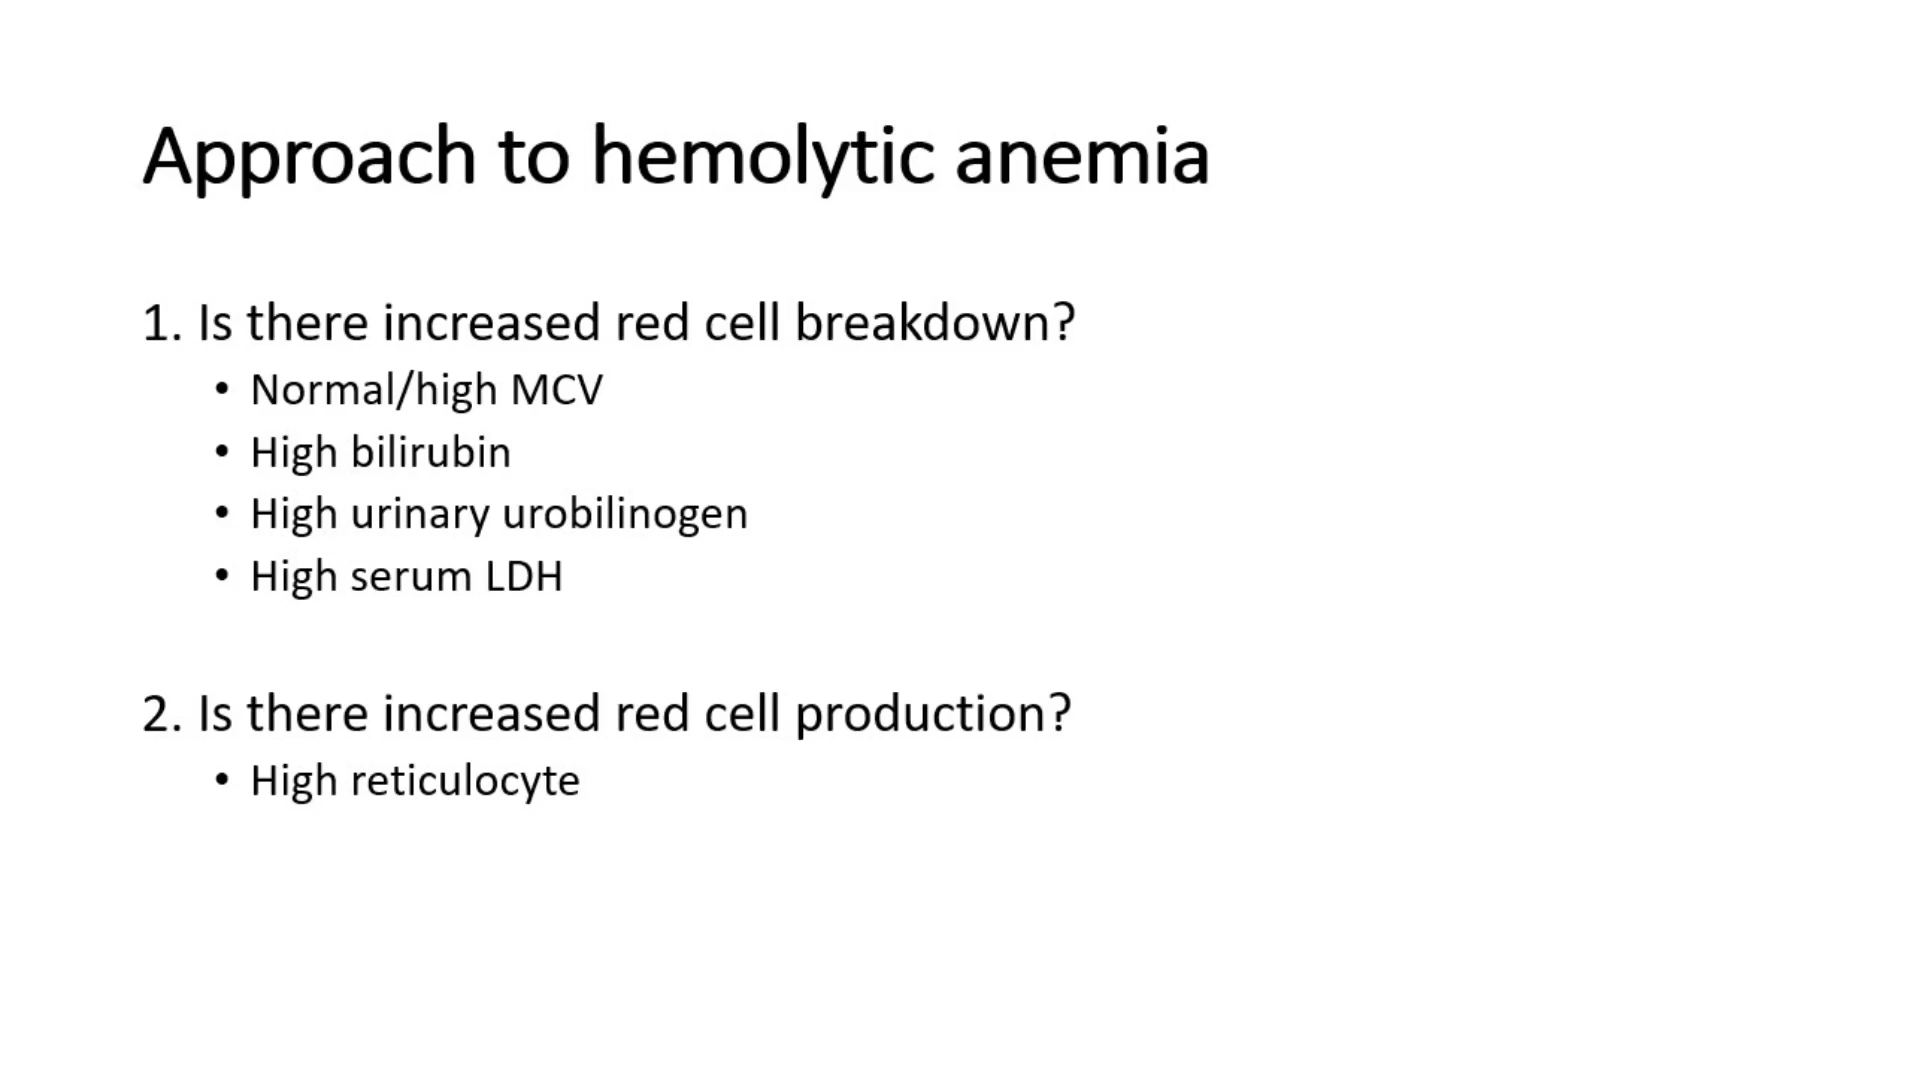 Approach to hemolytic anemia
1. Is there increased red cell breakdown?
• Normal/high MCV
• High bilirubin
• High urinary urobilinogen
• High serum LDH
2. Is there increased red cell production?
• High reticulocyte